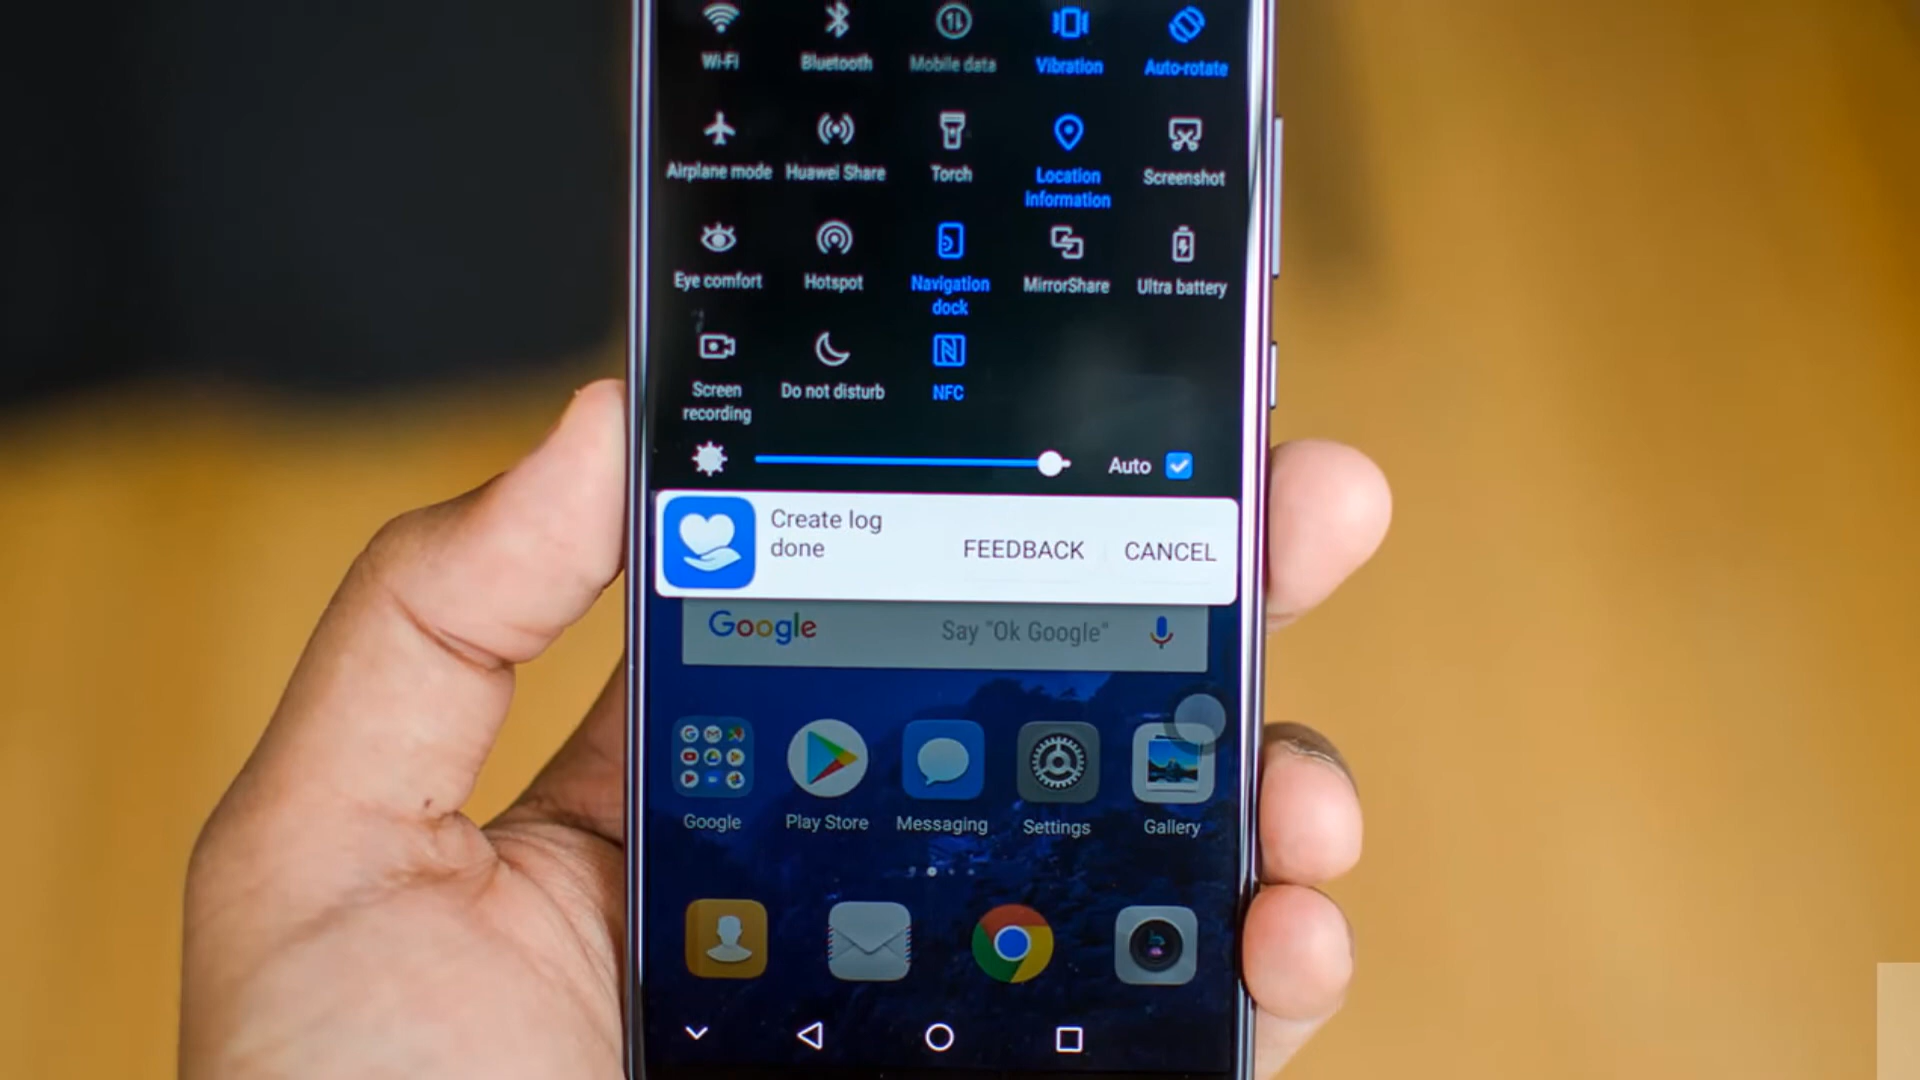 Wi-Fi
Bluetooth
Mobile data
Vibration
Auto-rotate
Airplane mode
Huawei Share
Torch
Location
information
Screenshot
Eye comfort
Hotspot
Navigation
dock
MirrorShare
Ultra battery
Screen
recording
Do not disturb
NFC
Auto
Create log
done
FEEDBACK
CANCEL
Google
Say "Ok Google"
Google
Play Store
Messaging
Settings
Gallery